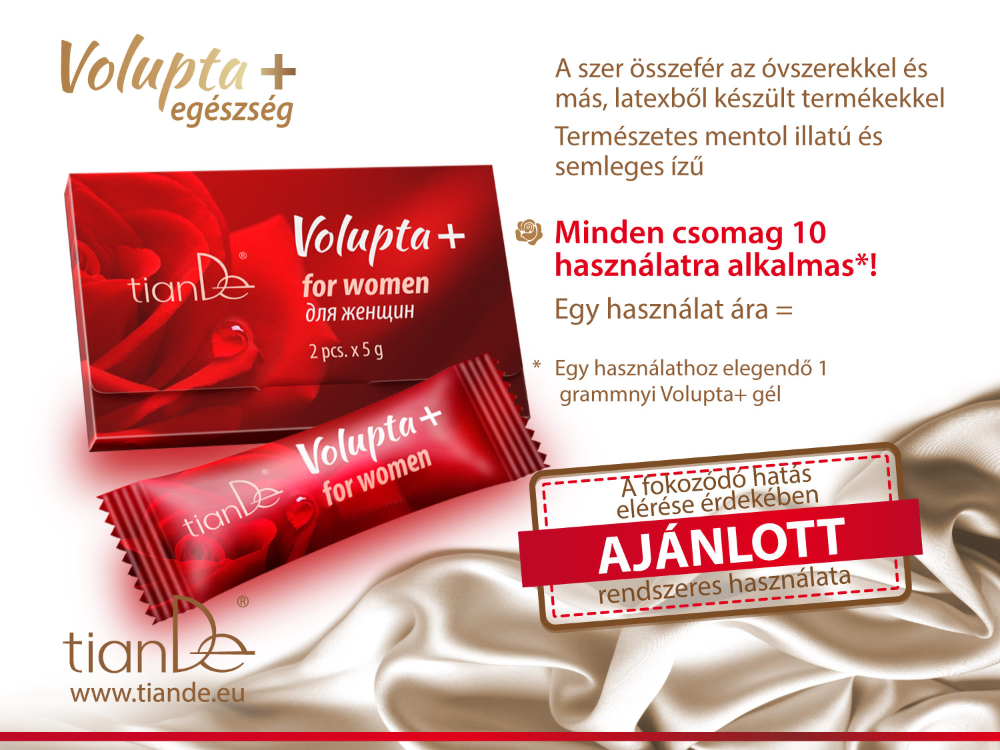 Volupta +
egészség
A szer összefér az óvszerekkel és
más, latexből készült termékekkel
Természetes mentol illatú és
semleges ízű
Minden csomag 10
használatra alkalmas*!
Egy használat ára =
* Egy használathoz elegendő 1
grammnyi Volupta+ gél
tianDe®
Volupta +
for women
для женщин
2 pcs. x 5 g
tianDe®
Volupta +
for women
A fokozódó hatás
elérése érdekében
AJÁNLOTT
rendszeres használata
tianDe®
www.tiande.eu